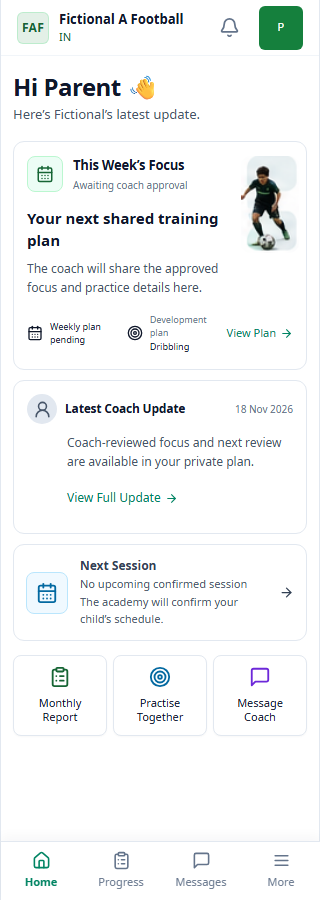 FAF
Fictional A Football
IN
P
Hi Parent 👋
Here’s Fictional’s latest update.
This Week’s Focus
Awaiting coach approval
Your next shared training
plan
The coach will share the approved
focus and practice details here.
Weekly plan
pending
Development
plan
Dribbling
View Plan →
Latest Coach Update
18 Nov 2026
Coach-reviewed focus and next review
are available in your private plan.
View Full Update →
Next Session
No upcoming confirmed session
The academy will confirm your
child’s schedule.
Monthly
Report
Practise
Together
Message
Coach
Home
Progress
Messages
More